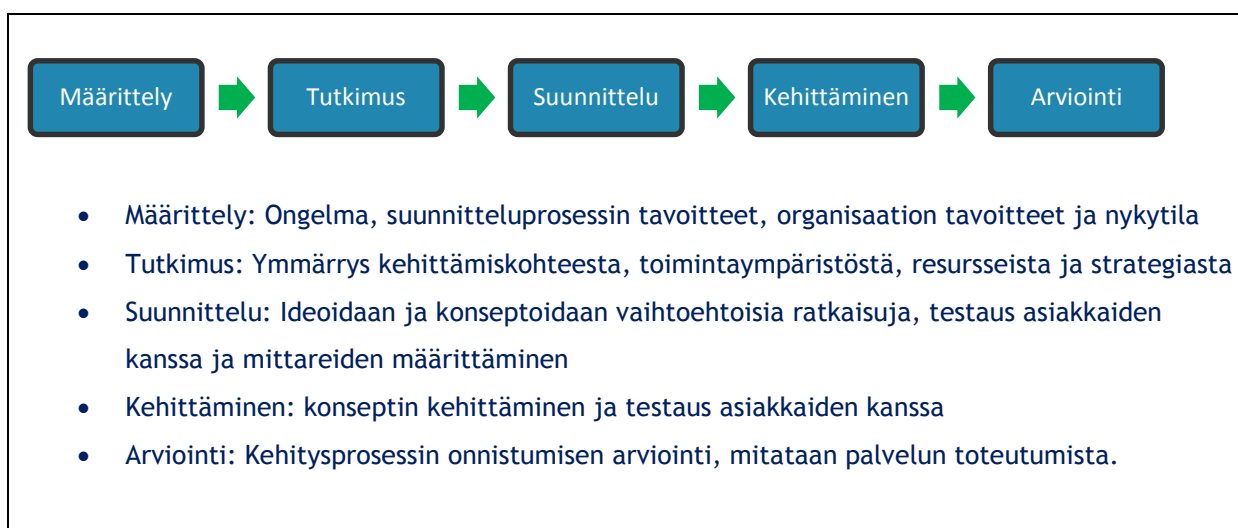 Määrittely
Tutkimus
Suunnittelu
Kehittäminen
Arviointi
• Määrittely: Ongelma, suunnitteluprosessin tavoitteet, organisaation tavoitteet ja nykytila
• Tutkimus: Ymmärrys kehittämiskohteesta, toimintaympäristöstä, resursseista ja strategiasta
• Suunnittelu: Ideoidaan ja konseptoidaan vaihtoehtoisia ratkaisuja, testaus asiakkaiden
kanssa ja mittareiden määrittäminen
• Kehittäminen: konseptin kehittäminen ja testaus asiakkaiden kanssa
• Arviointi: Kehitysprosessin onnistumisen arviointi, mitataan palvelun toteutumista.